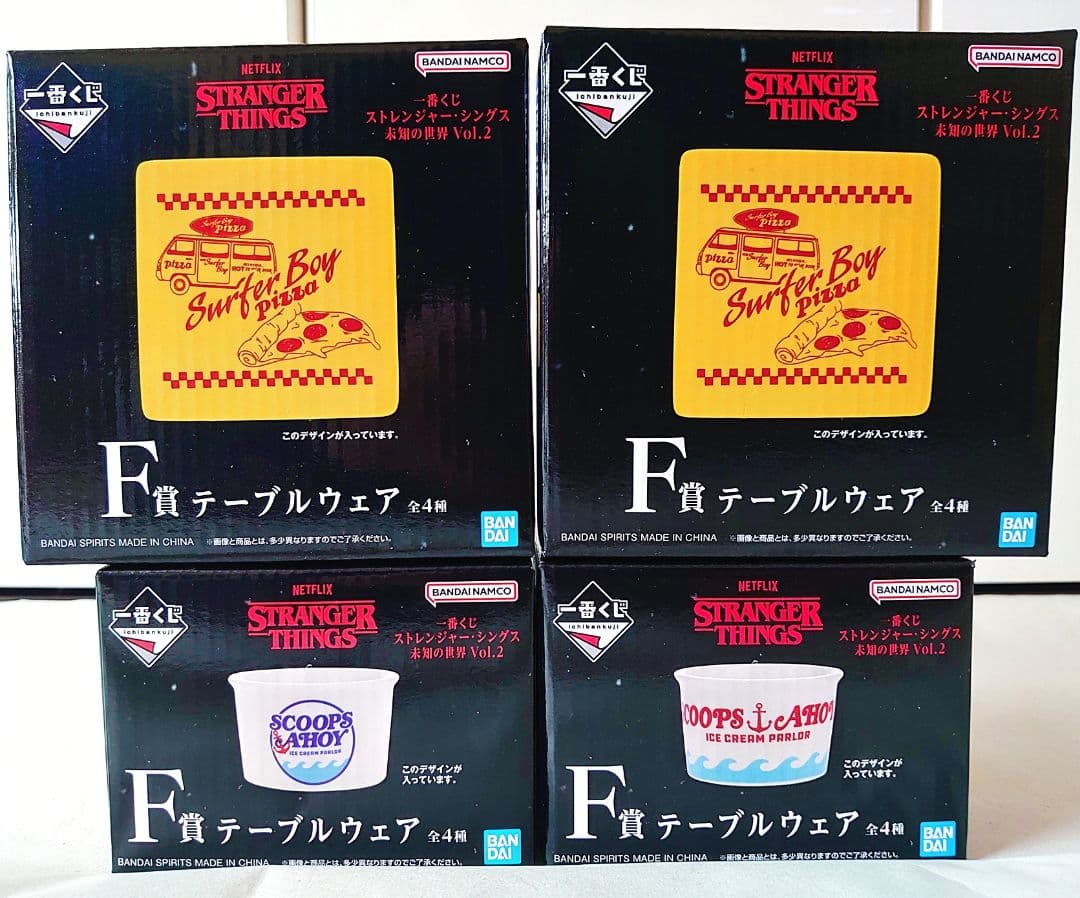 一番くじ
ichibankuji
NETFLIX
STRANGER
THINGS
BANDAI NAMCO
一番くじ
ストレンジャー・シングス
未知の世界 Vol.2
Surfer Boy
Pizza
Pizza
Surfer
Boy
Surfer Boy
Pizza
このデザインが入っています。
F賞 テーブルウェア 全4種
BANDAI SPIRITS MADE IN CHINA ※画像と商品とは、多少異なりますのでご了承ください。
BAN
DAI
一番くじ
ichibankuji
NETFLIX
STRANGER
THINGS
BANDAI NAMCO
一番くじ
ストレンジャー・シングス
未知の世界 Vol.2
Surfer Boy
Pizza
Pizza
Surfer
Boy
Surfer Boy
Pizza
このデザインが入っています。
F賞 テーブルウェア 全4種
BANDAI SPIRITS MADE IN CHINA ※画像と商品とは、多少異なりますのでご了承ください。
BAN
DAI
一番くじ
ichibankuji
NETFLIX
STRANGER
THINGS
BANDAI NAMCO
一番くじ
ストレンジャー・シングス
未知の世界 Vol.2
SCOOPS
AHOY
ICE CREAM PARLOR
このデザインが
入っています。
F賞 テーブルウェア 全4種
BANDAI SPIRITS MADE IN CHINA ※画像と商品とは、多少異なりますのでご了承ください。
BAN
DAI
一番くじ
ichibankuji
NETFLIX
STRANGER
THINGS
BANDAI NAMCO
一番くじ
ストレンジャー・シングス
未知の世界 Vol.2
COOPS AHOY
ICE CREAM PARLOR
このデザインが
入っています。
F賞 テーブルウェア 全4種
BANDAI SPIRITS MADE IN CHINA ※画像と商品とは、多少異なりますのでご了承ください。
BAN
DAI